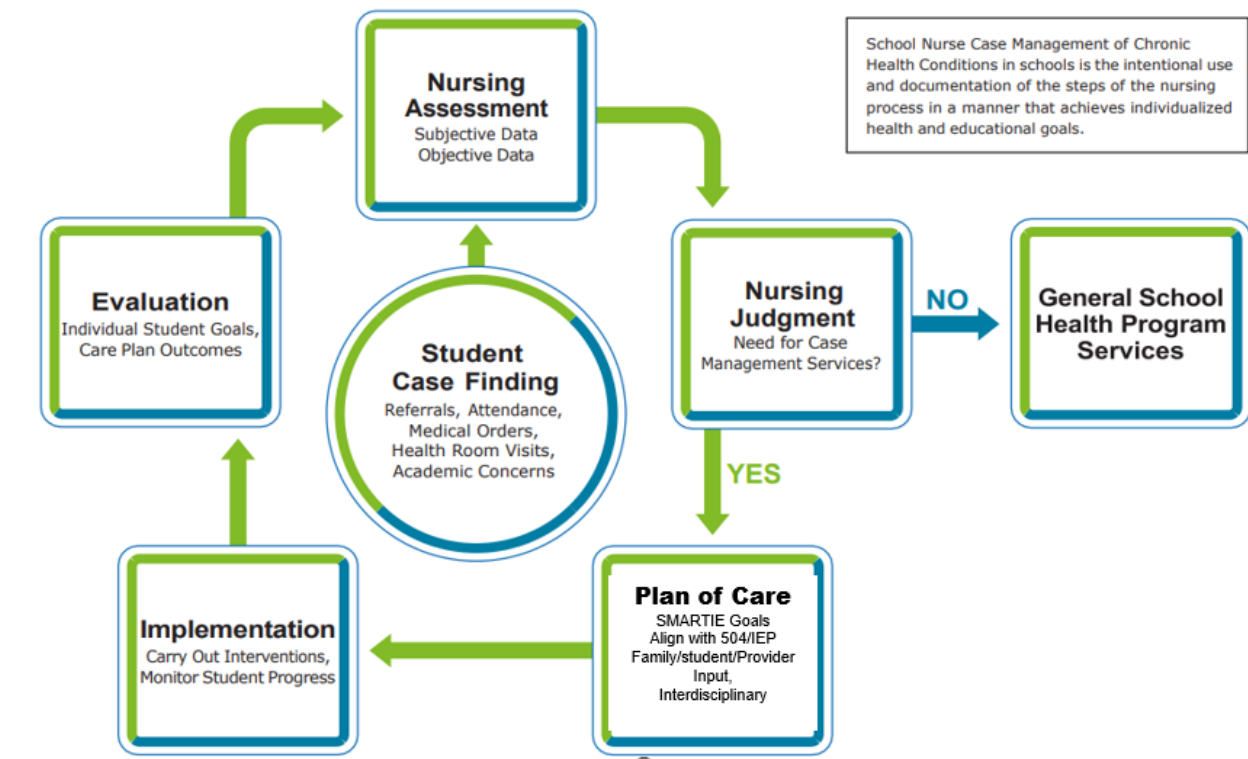 School Nurse Case Management of Chronic
Health Conditions in schools is the intentional use
and documentation of the steps of the nursing
process in a manner that achieves individualized
health and educational goals.
Nursing
Assessment
Subjective Data
Objective Data
Nursing
Judgment
Need for Case
Management Services?
NO
General School
Health Program
Services
YES
Plan of Care
SMARTIE Goals
Align with 504/IEP
Family/student/Provider
Input,
Interdisciplinary
Implementation
Carry Out Interventions,
Monitor Student Progress
Evaluation
Individual Student Goals,
Care Plan Outcomes
Student
Case Finding
Referrals, Attendance,
Medical Orders,
Health Room Visits,
Academic Concerns